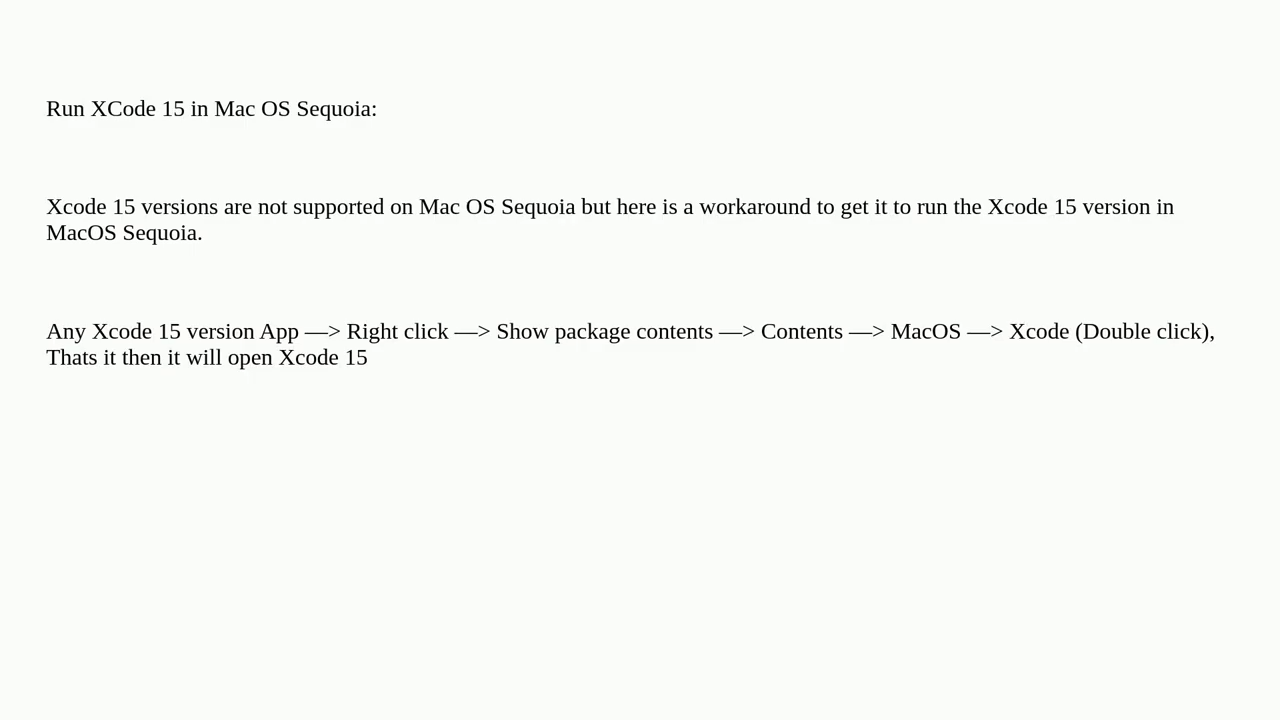 Run XCode 15 in Mac OS Sequoia:
Xcode 15 versions are not supported on Mac OS Sequoia but here is a workaround to get it to run the Xcode 15 version in
MacOS Sequoia.
Any Xcode 15 version App —> Right click —> Show package contents —> Contents —> MacOS —> Xcode (Double click),
Thats it then it will open Xcode 15